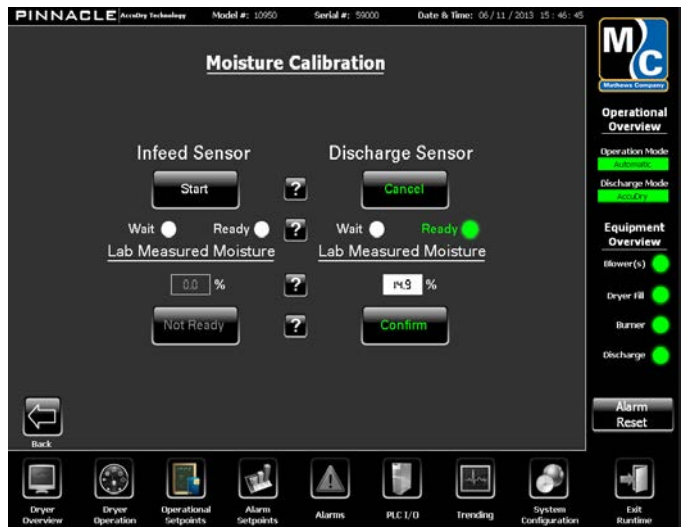 PINNACLE AccuDry Technology Model #: 10950 Serial #: 59000 Date & Time: 06/11/2013 15:46:45
Moisture Calibration
M/C
Mathews Company
Operational
Overview
Operation Mode
Automatic
Discharge Mode
AccuDry
Equipment
Overview
Blower(s)
Dryer Fill
Burner
Discharge
Alarm
Reset
Infeed Sensor Discharge Sensor
Start ? Cancel
Wait Ready ? Wait Ready
Lab Measured Moisture Lab Measured Moisture
0.0 % ? 14.9 %
Not Ready ? Confirm
Back
Dryer
Overview
Dryer
Operation
Operational
Setpoints
Alarm
Setpoints
Alarms
PLC I/O
Trending
System
Configuration
Exit
Runtime